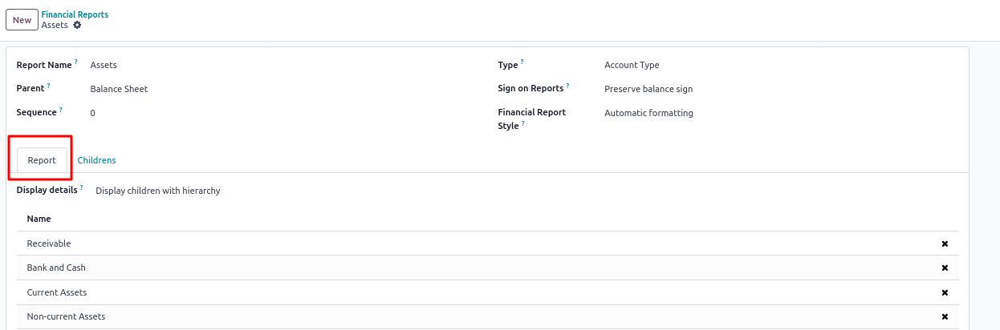 New
Financial Reports
Assets
Report Name ? Assets
Type ? Account Type
Parent ? Balance Sheet
Sign on Reports ? Preserve balance sign
Sequence ? 0
Financial Report Style ? Automatic formatting
Report Childrens
Display details ? Display children with hierarchy
Name
Receivable
Bank and Cash
Current Assets
Non-current Assets